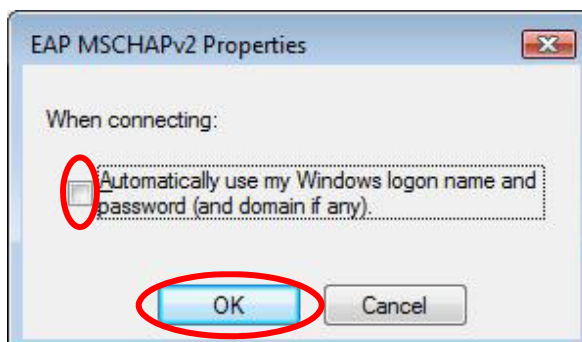 EAP MSCHAPv2 Properties
When connecting:
Automatically use my Windows logon name and
password (and domain if any).
OK
Cancel